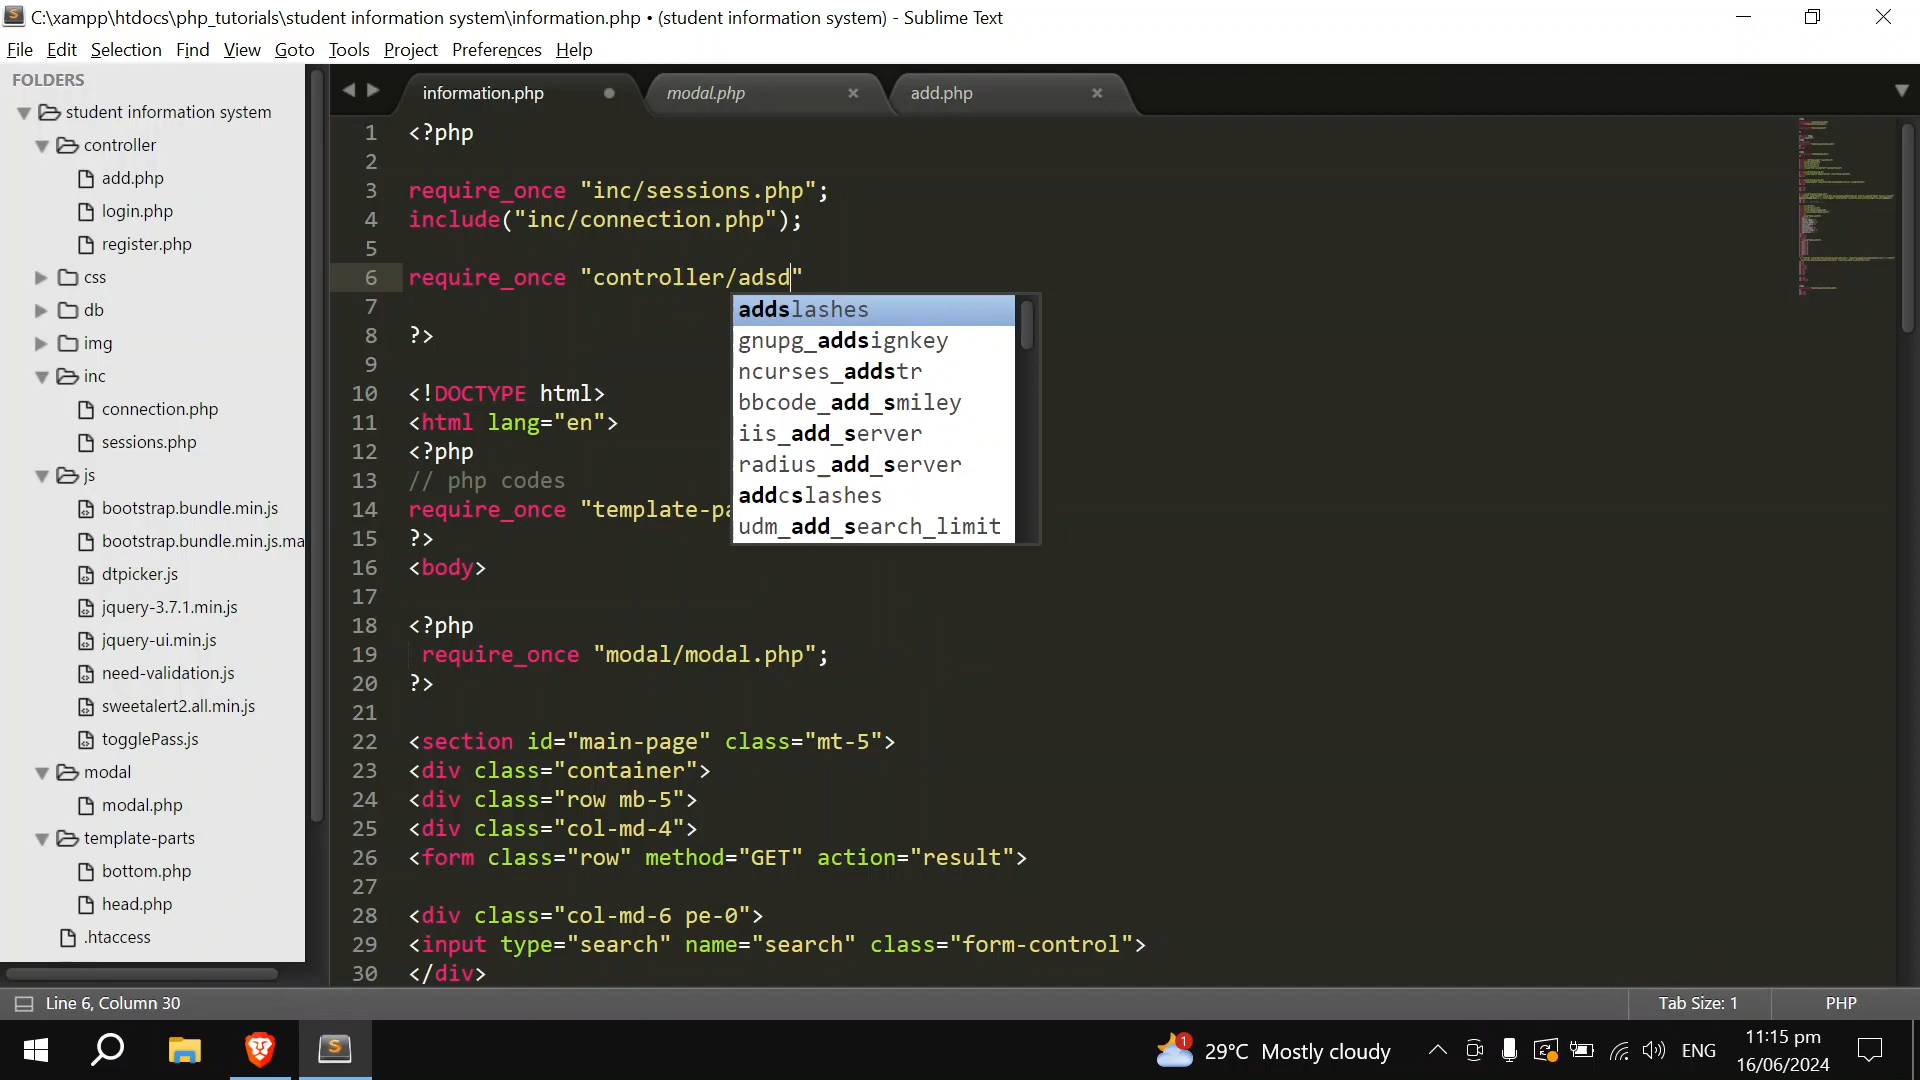 C:\xampp\htdocs\php_tutorials\student information system\information.php • (student information system) - Sublime Text
File Edit Selection Find View Goto Tools Project Preferences Help
FOLDERS
student information system
controller
add.php
login.php
register.php
css
db
img
inc
connection.php
sessions.php
js
bootstrap.bundle.min.js
bootstrap.bundle.min.js.ma
dtpicker.js
jquery-3.7.1.min.js
jquery-ui.min.js
need-validation.js
sweetalert2.all.min.js
togglePass.js
modal
modal.php
template-parts
bottom.php
head.php
.htaccess
information.php modal.php add.php
1 <?php
2
3 require_once "inc/sessions.php";
4 include("inc/connection.php");
5
6 require_once "controller/adsd"
7
8 ?>
9
10 <!DOCTYPE html>
11 <html lang="en">
12 <?php
13 // php codes
14 require_once "template-pa
15 ?>
16 <body>
17
18 <?php
19 require_once "modal/modal.php";
20 ?>
21
22 <section id="main-page" class="mt-5">
23 <div class="container">
24 <div class="row mb-5">
25 <div class="col-md-4">
26 <form class="row" method="GET" action="result">
27
28 <div class="col-md-6 pe-0">
29 <input type="search" name="search" class="form-control">
30 </div>
addslashes
gnupg_addsignkey
ncurses_addstr
bbcode_add_smiley
iis_add_server
radius_add_server
addcslashes
udm_add_search_limit
Line 6, Column 30
Tab Size: 1 PHP
1 29°C Mostly cloudy ENG 11:15 pm
16/06/2024